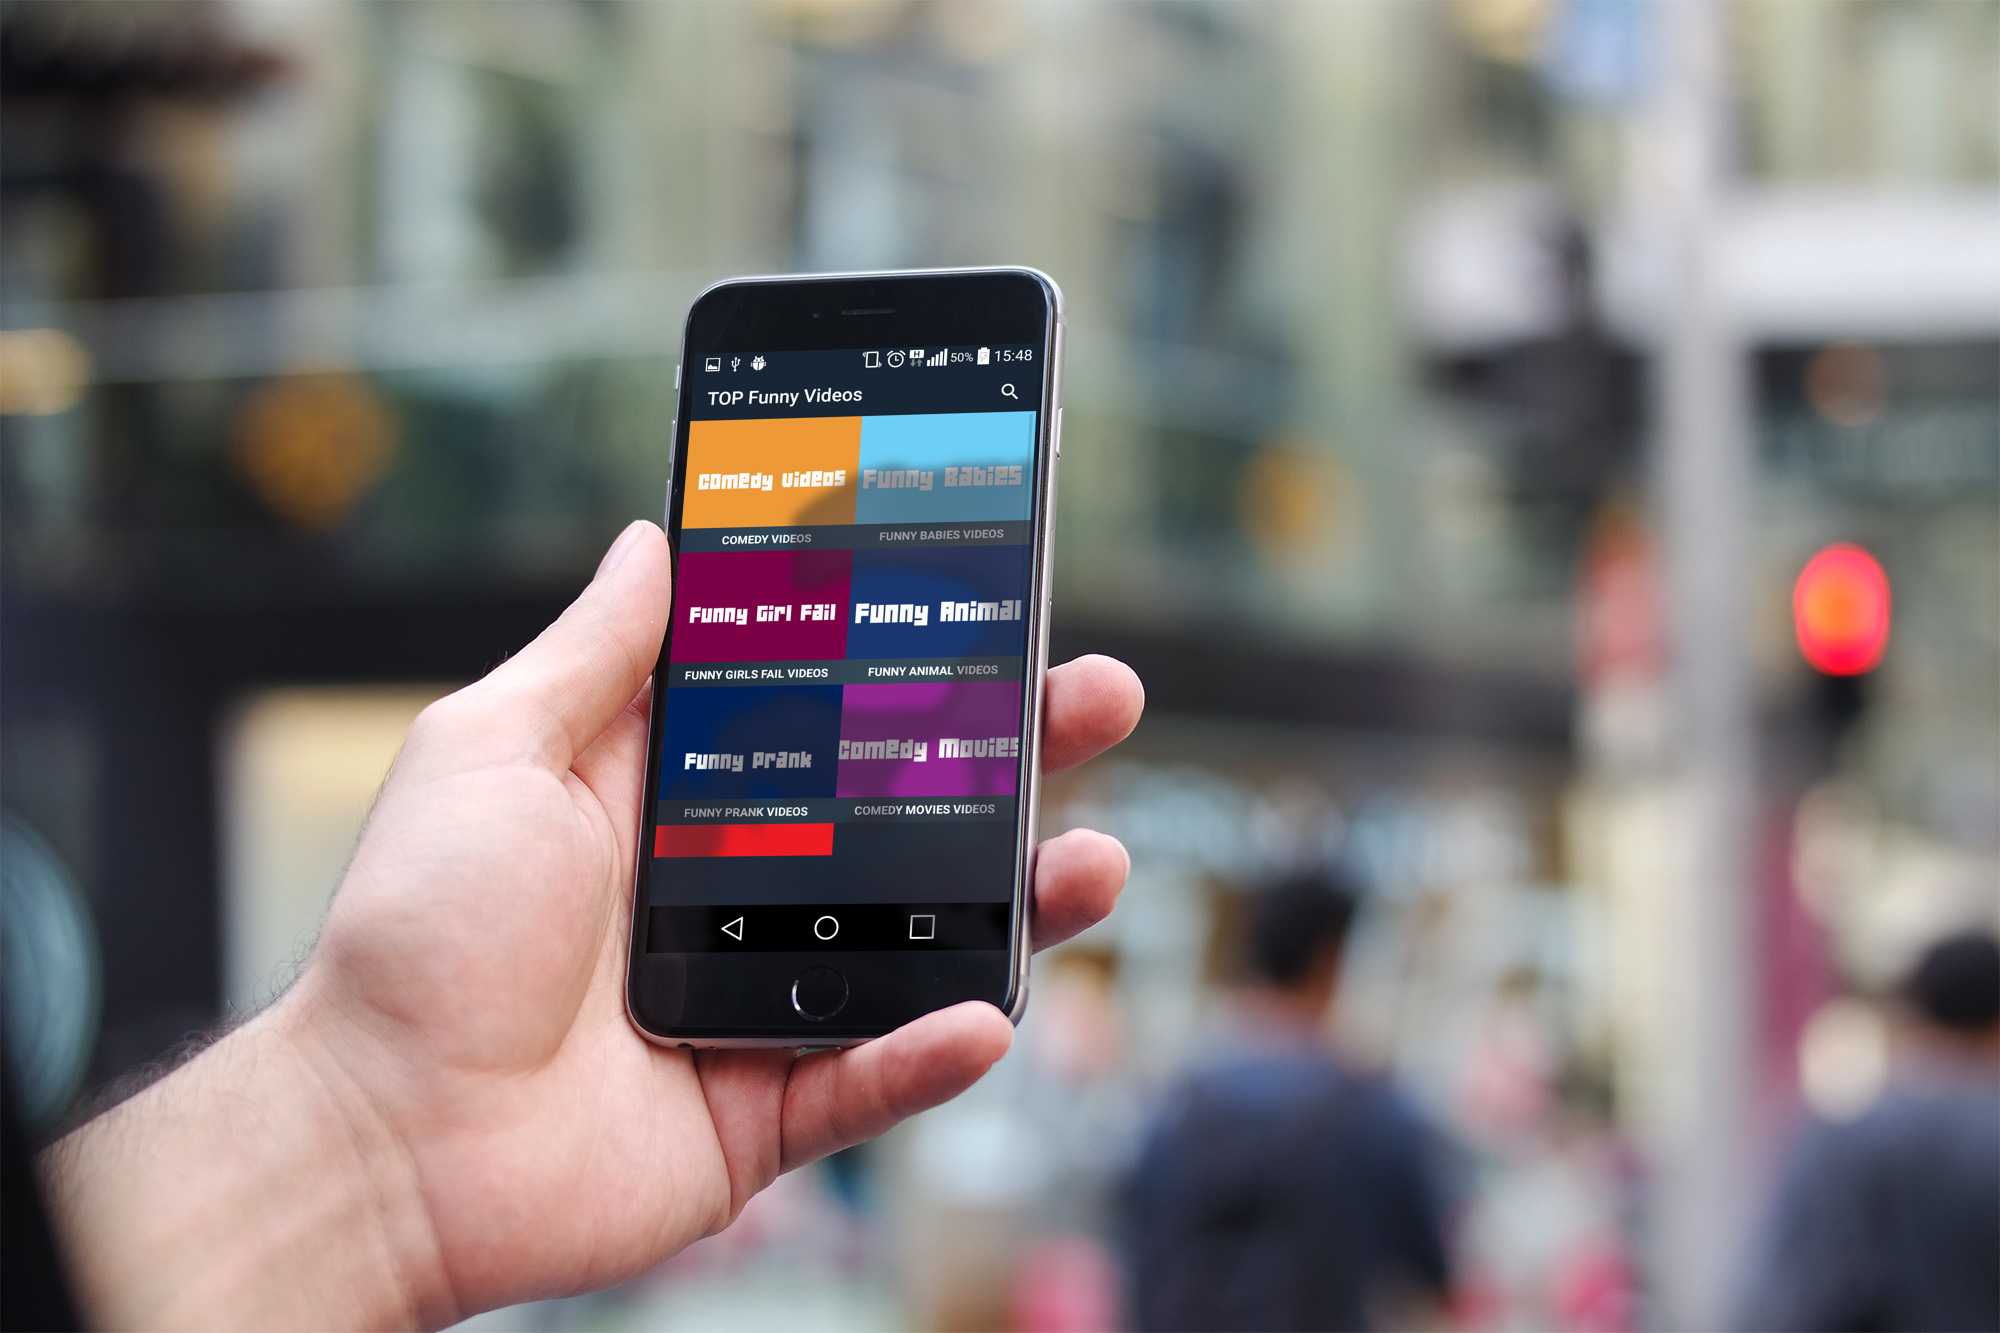 50% 15:48
TOP Funny Videos
Comedy Videos
Funny Babies
COMEDY VIDEOS
FUNNY BABIES VIDEOS
Funny Girl Fail
Funny Animal
FUNNY GIRLS FAIL VIDEOS
FUNNY ANIMAL VIDEOS
Funny Prank
Comedy Movies
FUNNY PRANK VIDEOS
COMEDY MOVIES VIDEOS